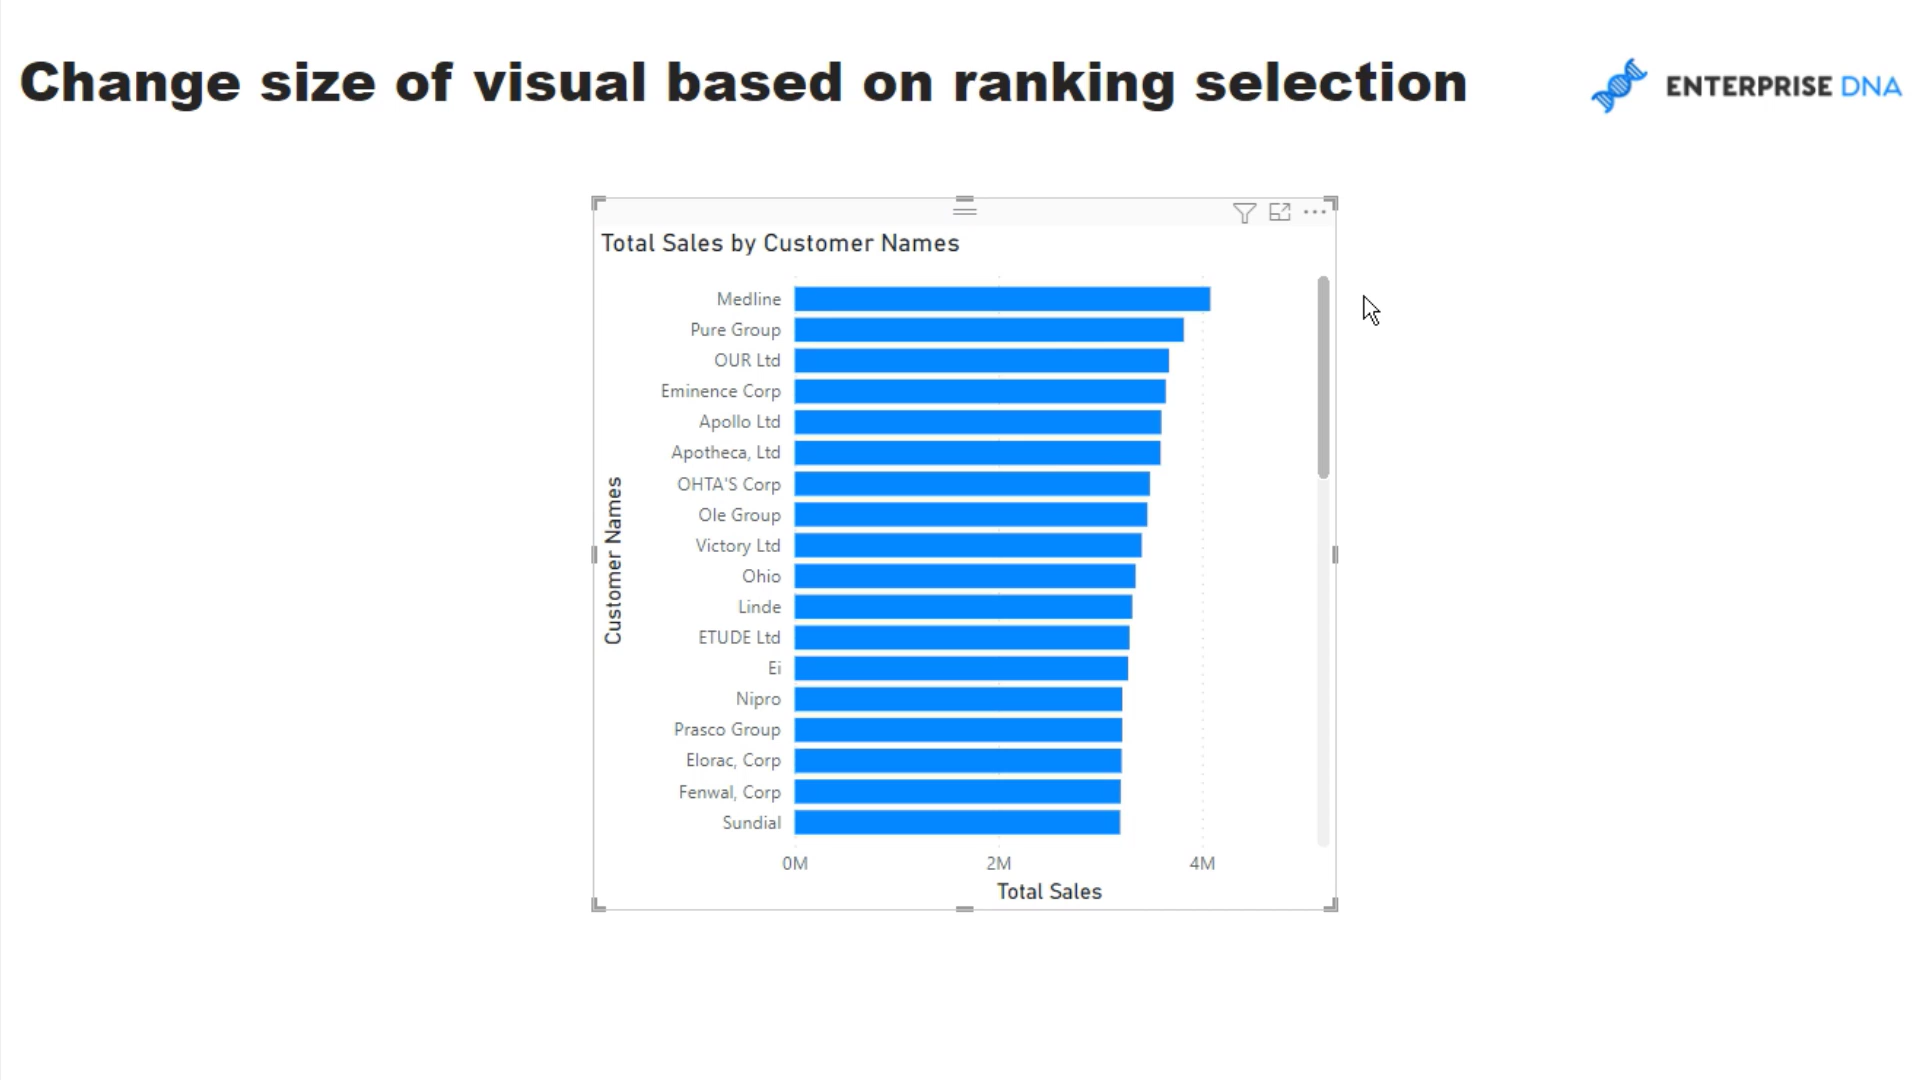 Change size of visual based on ranking selection
ENTERPRISE DNA
Total Sales by Customer Names
Customer Names
Medline
Pure Group
OUR Ltd
Eminence Corp
Apollo Ltd
Apotheca, Ltd
OHTA'S Corp
Ole Group
Victory Ltd
Ohio
Linde
ETUDE Ltd
Ei
Nipro
Prasco Group
Elorac, Corp
Fenwal, Corp
Sundial
0M 2M 4M
Total Sales